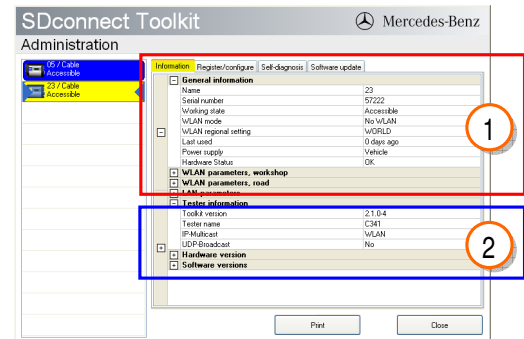 SDconnect Toolkit
Mercedes-Benz
Administration
05 / Cable
Accessible
23 / Cable
Accessible
Information Register/configure Self-diagnosis Software update
General information
Name 23
Serial number 57222
Working state Accessible
WLAN mode No WLAN
WLAN regional setting WORLD
Last used 0 days ago
Power supply Vehicle
Hardware Status OK
WLAN parameters, workshop
WLAN parameters, road
LAN parameters
Tester information
Toolkit version 2.1.0-4
Tester name C341
IP-Multicast WLAN
UDP-Broadcast No
Hardware version
Software versions
1
2
Print Close